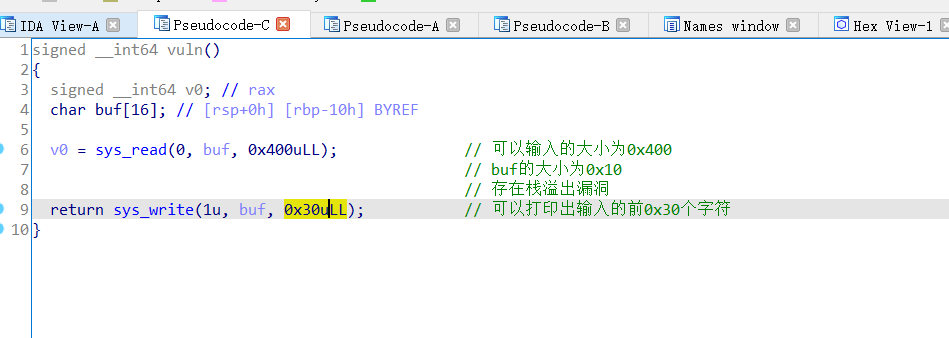 IDA View-A Pseudocode-C Pseudocode-A Pseudocode-B Names window Hex View-1
1 signed __int64 vuln()
2 {
3 signed __int64 v0; // rax
4 char buf[16]; // [rsp+0h] [rbp-10h] BYREF
5
6 v0 = sys_read(0, buf, 0x400uLL); // 可以输入的大小为0x400
7 // buf的大小为0x10
8 // 存在栈溢出漏洞
9 return sys_write(1u, buf, 0x30uLL); // 可以打印出输入的前0x30个字符
10 }